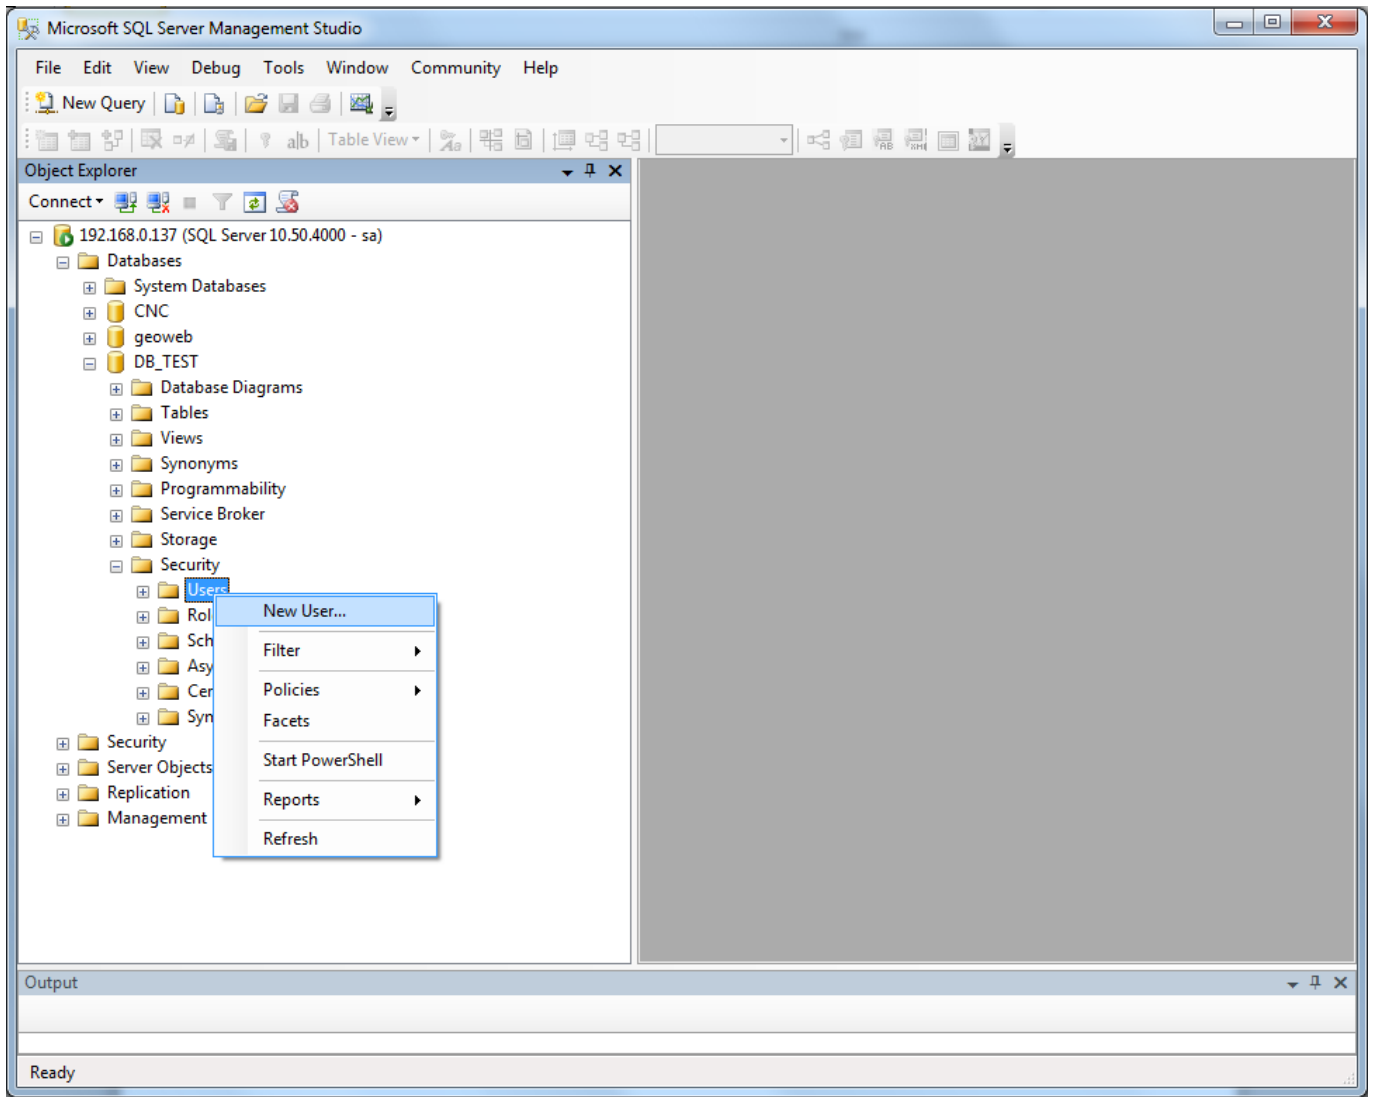 Microsoft SQL Server Management Studio
File Edit View Debug Tools Window Community Help
New Query
ab Table View
Object Explorer
Connect
192.168.0.137 (SQL Server 10.50.4000 - sa)
Databases
System Databases
CNC
geoweb
DB_TEST
Database Diagrams
Tables
Views
Synonyms
Programmability
Service Broker
Storage
Security
Users
Rol
Sch
Asy
Cer
Syn
Security
Server Objects
Replication
Management
New User...
Filter
Policies
Facets
Start PowerShell
Reports
Refresh
Output
Ready